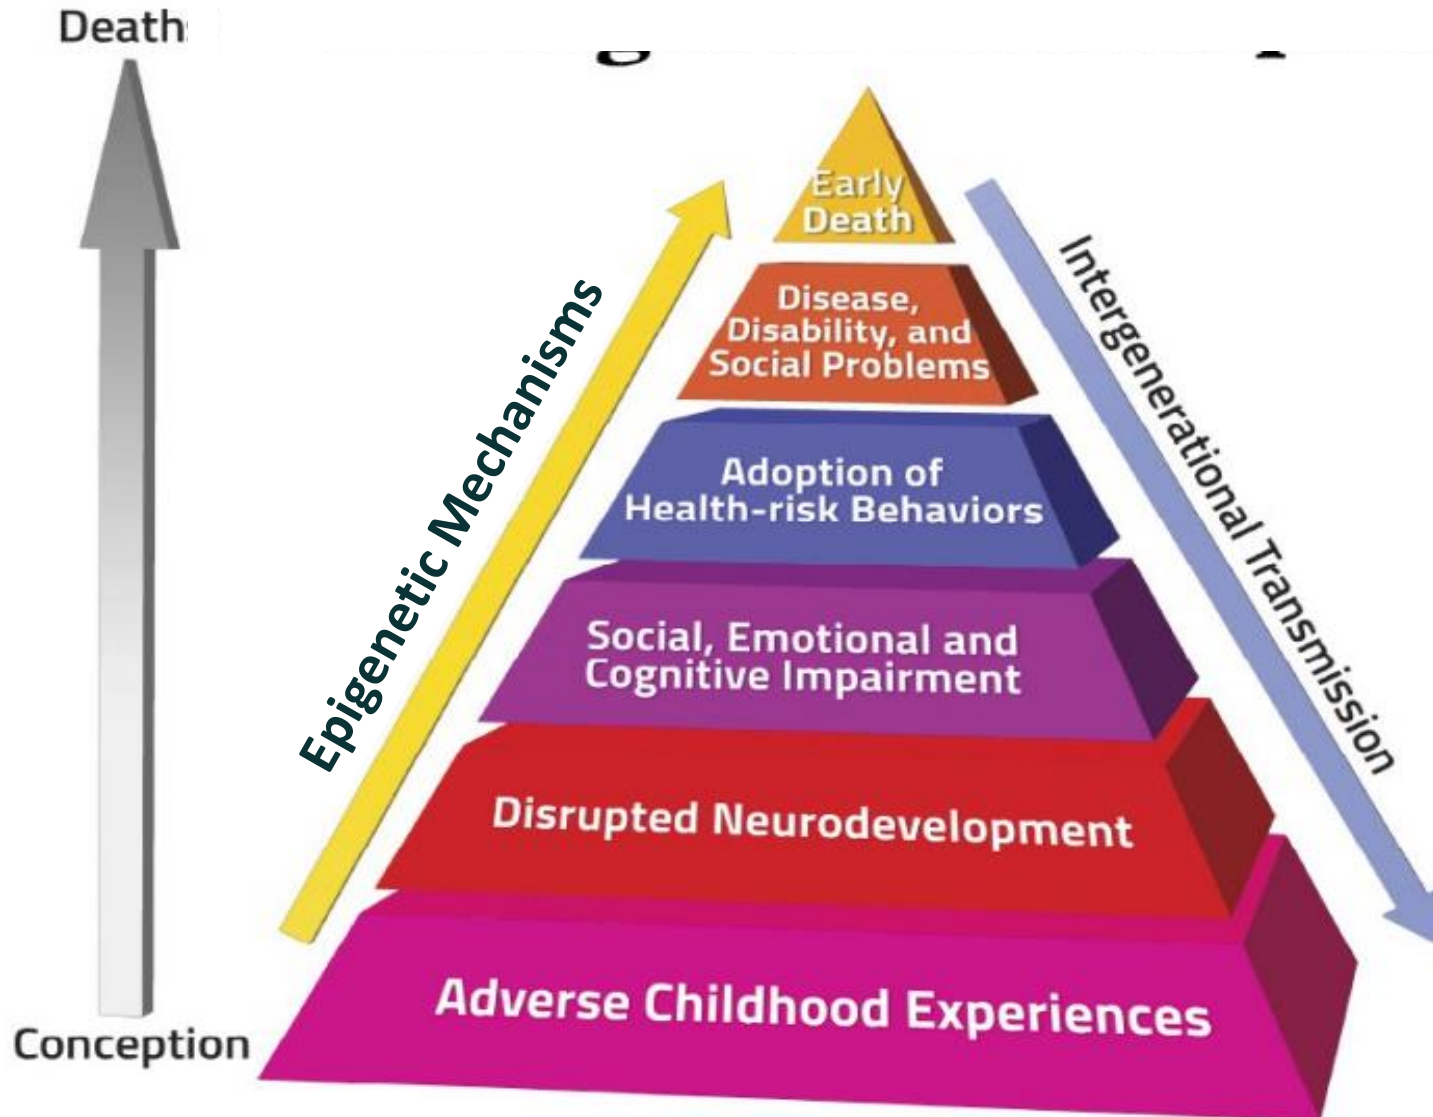 Death
Early
Death
Disease,
Disability, and
Social Problems
Adoption of
Health-risk Behaviors
Social, Emotional and
Cognitive Impairment
Disrupted Neurodevelopment
Adverse Childhood Experiences
Epigenetic Mechanisms
Intergenerational Transmission
Conception